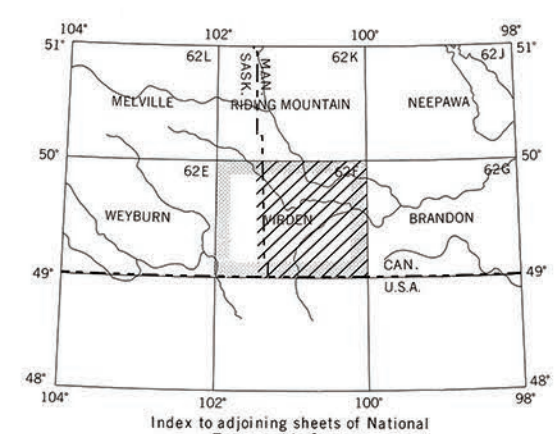 104° 102° 100° 98°
51° 62L 62K 62J 51°
SASK. MAN.
MELVILLE RIDING MOUNTAIN NEEPAWA
50° 62E 62F 62G 50°
WEYBURN VIRDEN BRANDON
49° CAN. 49°
U.S.A.
48° 48°
104° 102° 100° 98°
Index to adjoining sheets of National